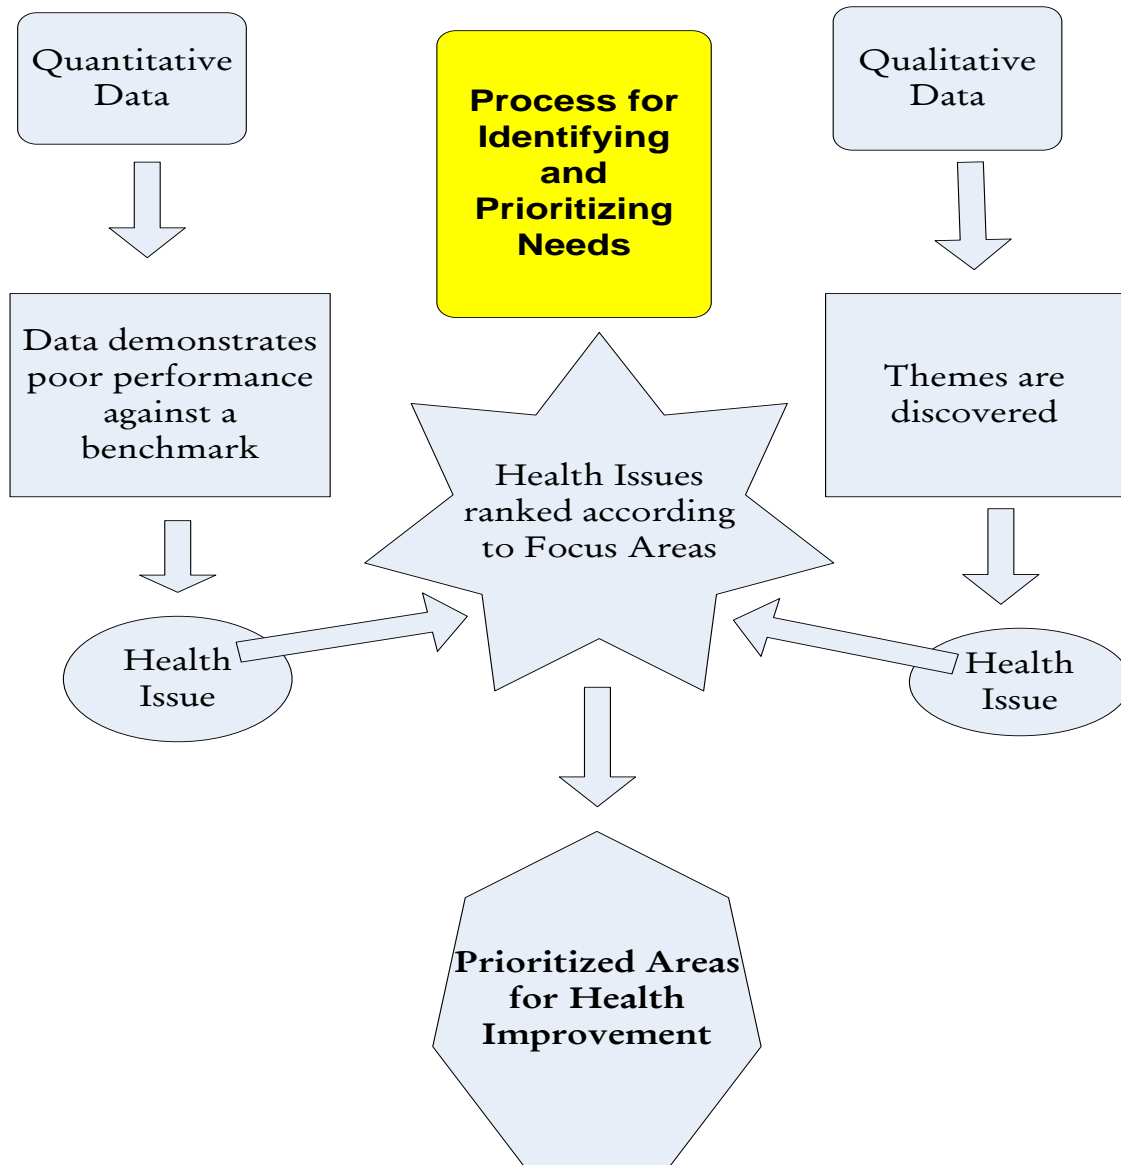 Quantitative
Data
Process for
Identifying
and
Prioritizing
Needs
Qualitative
Data
Data demonstrates
poor performance
against a
benchmark
Themes are
discovered
Health Issues
ranked according
to Focus Areas
Health
Issue
Health
Issue
Prioritized Areas
for Health
Improvement